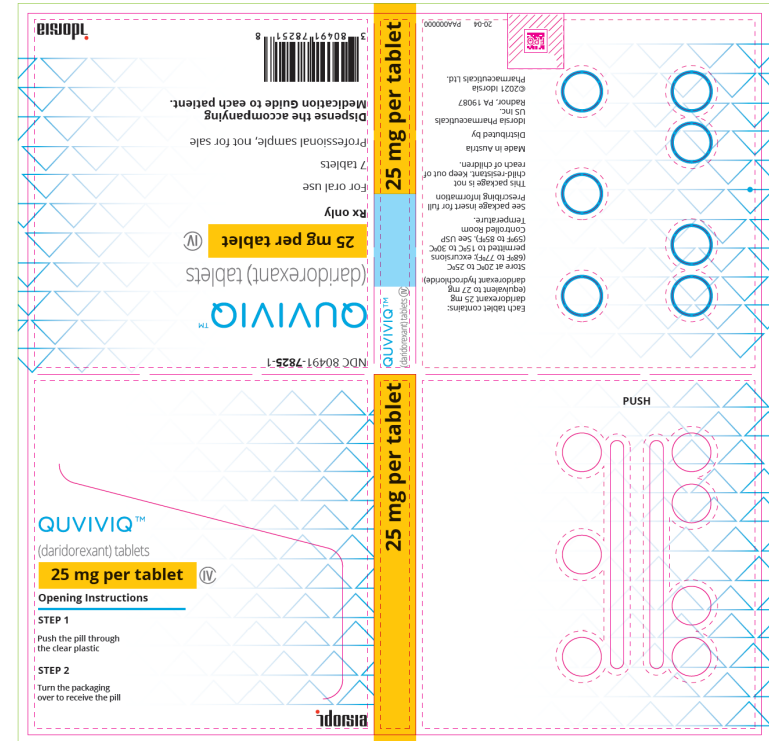 NDC 80491-7825-1
QUVIVIQ™
(daridorexant) tablets
25 mg per tablet
CIV
Rx only
For oral use
7 tablets
Professional sample, not for sale
Dispense the accompanying
Medication Guide to each patient.
3 80491 78251 8
idorsia
25 mg per tablet
QUVIVIQ™
(daridorexant) tablets CIV
Each tablet contains:
daridorexant 25 mg
(equivalent to 27 mg
daridorexant hydrochloride)
Store at 20ºC to 25ºC
(68ºF to 77ºF); excursions
permitted to 15ºC to 30ºC
(59ºF to 85ºF). See USP
Controlled Room
Temperature.
See package insert for full
Prescribing Information
This package is not
child-resistant. Keep out of
reach of children.
Made in Austria
Distributed by
Idorsia Pharmaceuticals
US Inc.
Radnor, PA 19087
©2021 Idorsia
Pharmaceuticals Ltd.
20-04 PAA000000
QUVIVIQ™
(daridorexant) tablets
25 mg per tablet
CIV
Opening Instructions
STEP 1
Push the pill through
the clear plastic
STEP 2
Turn the packaging
over to receive the pill
idorsia
25 mg per tablet
PUSH